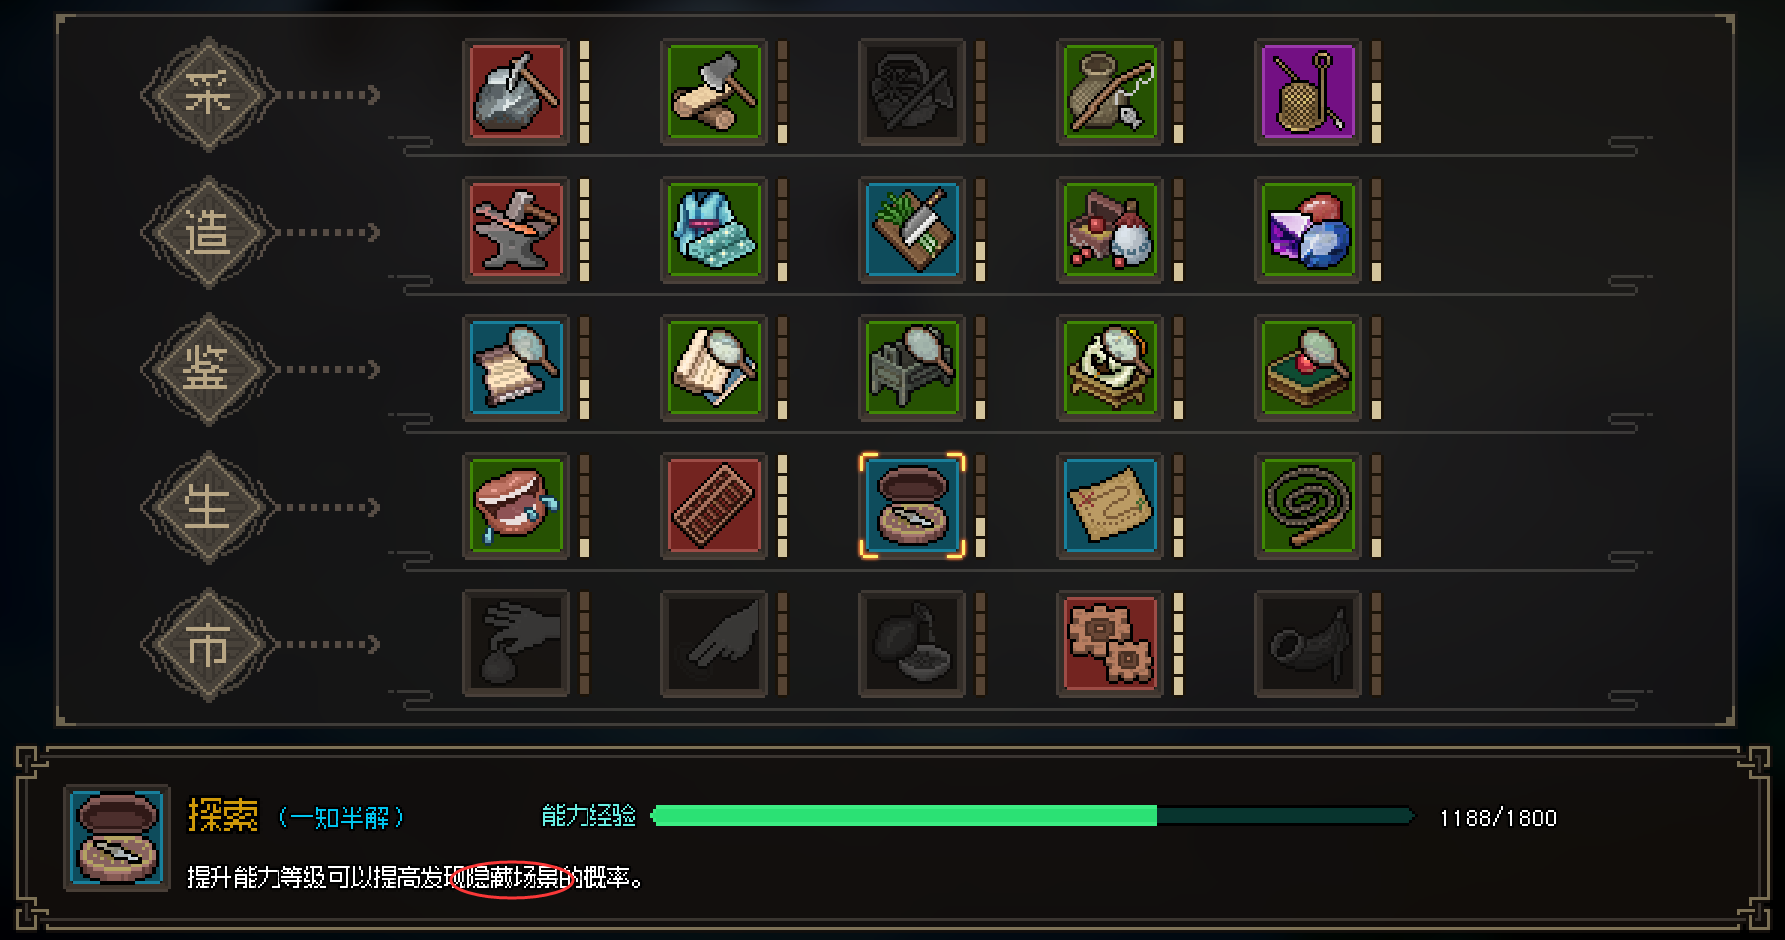 采
造
鉴
生
市
探索 (一知半解) 能力经验 1188/1800
提升能力等级可以提高发现隐藏场景的概率。